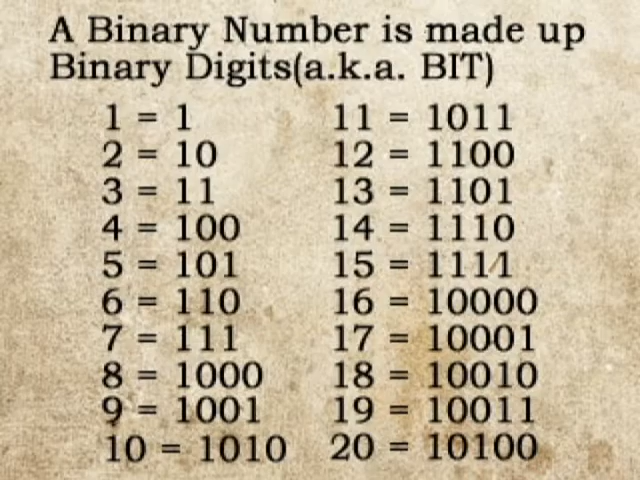 A Binary Number is made up
Binary Digits(a.k.a. BIT)
1 = 1
2 = 10
3 = 11
4 = 100
5 = 101
6 = 110
7 = 111
8 = 1000
9 = 1001
10 = 1010
11 = 1011
12 = 1100
13 = 1101
14 = 1110
15 = 1111
16 = 10000
17 = 10001
18 = 10010
19 = 10011
20 = 10100